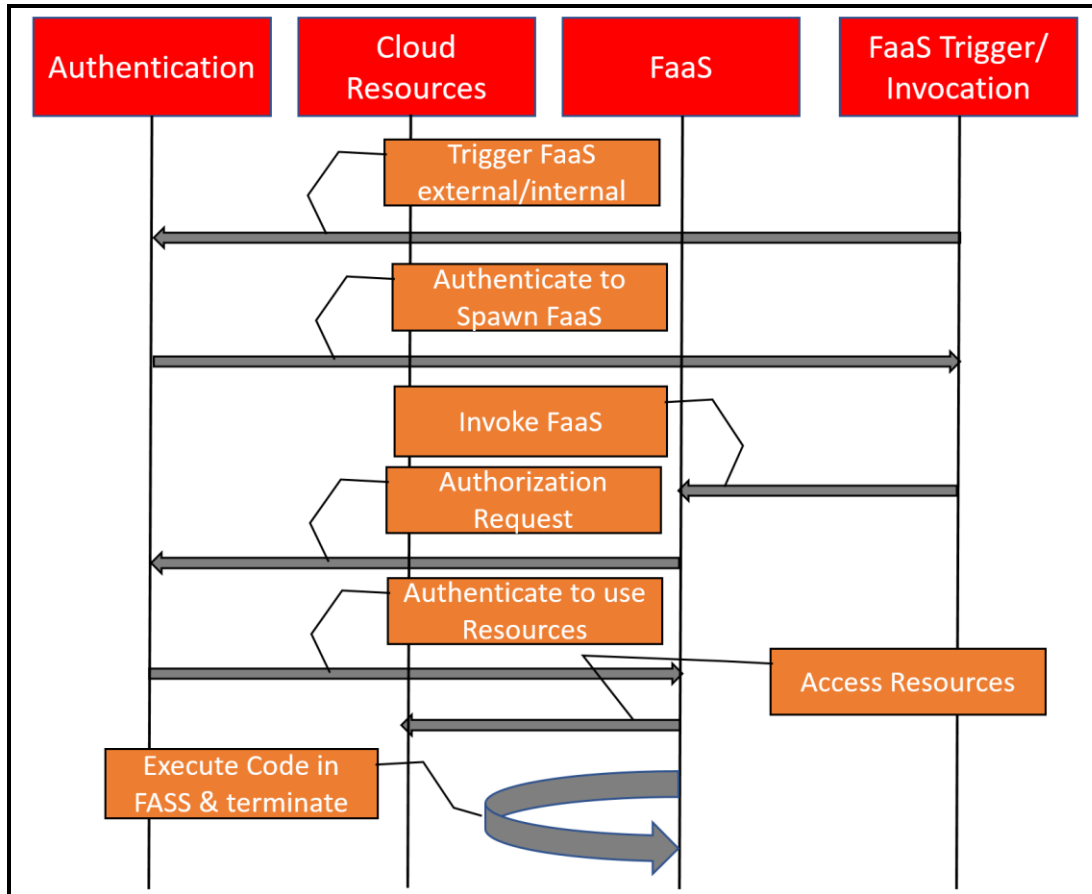 Authentication
Cloud
Resources
FaaS
FaaS Trigger/
Invocation
Trigger FaaS
external/internal
Authenticate to
Spawn FaaS
Invoke FaaS
Authorization
Request
Authenticate to use
Resources
Access Resources
Execute Code in
FASS & terminate